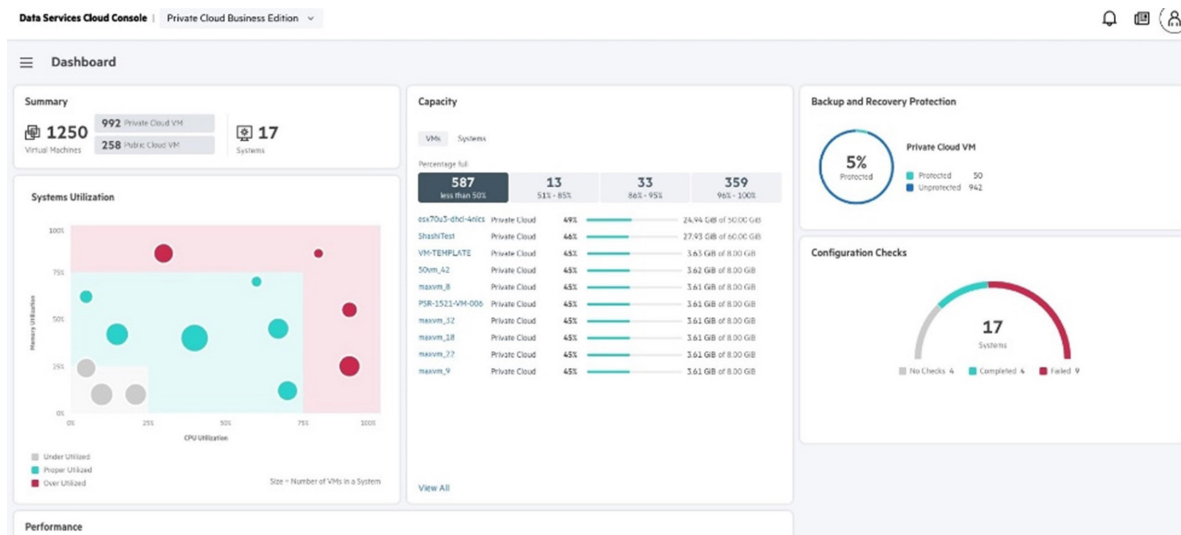 Data Services Cloud Console | Private Cloud Business Edition
Dashboard
Summary
1250
Virtual Machines
992 Private Cloud VM
258 Public Cloud VM
17
Systems
Systems Utilization
100%
75%
50%
25%
0%
Memory Utilization
0% 25% 50% 75% 100%
CPU Utilization
Under Utilized
Proper Utilized
Over Utilized
Size = Number of VMs in a System
Capacity
VMs Systems
Percentage full
587 13 33 359
less than 50% 51% - 85% 86% - 95% 96% - 100%
esx70u3-dhci-4nics Private Cloud 49% 24.94 GiB of 50.00 GiB
ShashiTest Private Cloud 46% 27.93 GiB of 60.00 GiB
VM-TEMPLATE Private Cloud 45% 3.63 GiB of 8.00 GiB
50vm_42 Private Cloud 45% 3.62 GiB of 8.00 GiB
maxvm_8 Private Cloud 45% 3.61 GiB of 8.00 GiB
PSR-1521-VM-006 Private Cloud 45% 3.61 GiB of 8.00 GiB
maxvm_32 Private Cloud 45% 3.61 GiB of 8.00 GiB
maxvm_28 Private Cloud 45% 3.61 GiB of 8.00 GiB
maxvm_22 Private Cloud 45% 3.61 GiB of 8.00 GiB
maxvm_9 Private Cloud 45% 3.61 GiB of 8.00 GiB
View All
Backup and Recovery Protection
5%
Protected
Private Cloud VM
Protected 50
Unprotected 942
Configuration Checks
17
Systems
No Checks 4 Completed 4 Failed 9
Performance